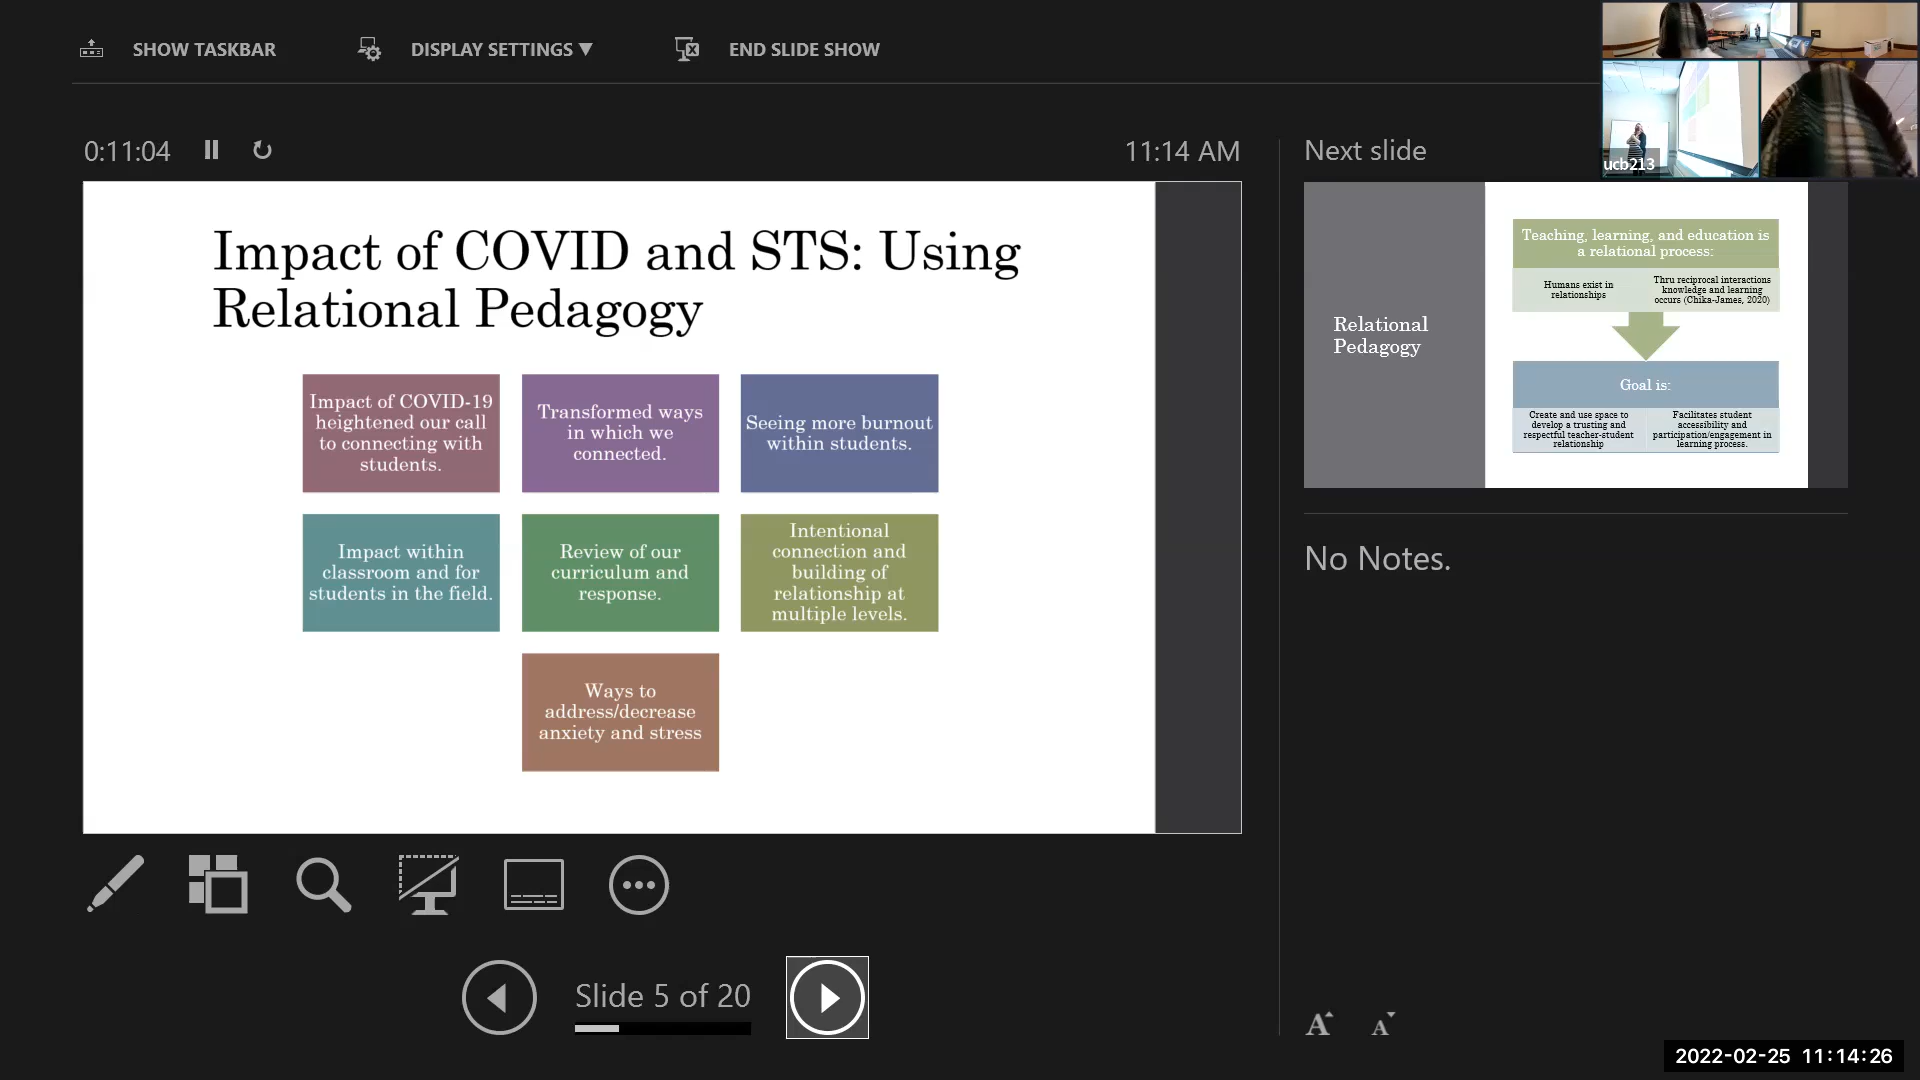 SHOW TASKBAR
DISPLAY SETTINGS ▼
END SLIDE SHOW
ucb213
0:11:04
11:14 AM
Impact of COVID and STS: Using
Relational Pedagogy
Impact of COVID-19
heightened our call
to connecting with
students.
Transformed ways
in which we
connected.
Seeing more burnout
within students.
Impact within
classroom and for
students in the field.
Review of our
curriculum and
response.
Intentional
connection and
building of
relationship at
multiple levels.
Ways to
address/decrease
anxiety and stress
Slide 5 of 20
Next slide
Relational
Pedagogy
Teaching, learning, and education is
a relational process:
Humans exist in
relationships
Thru reciprocal interactions
knowledge and learning
occurs (Chika-James, 2020)
Goal is:
Create and use space to
develop a trusting and
respectful teacher-student
relationship
Facilitates student
accessibility and
participation/engagement in
learning process.
No Notes.
A A
2022-02-25 11:14:26